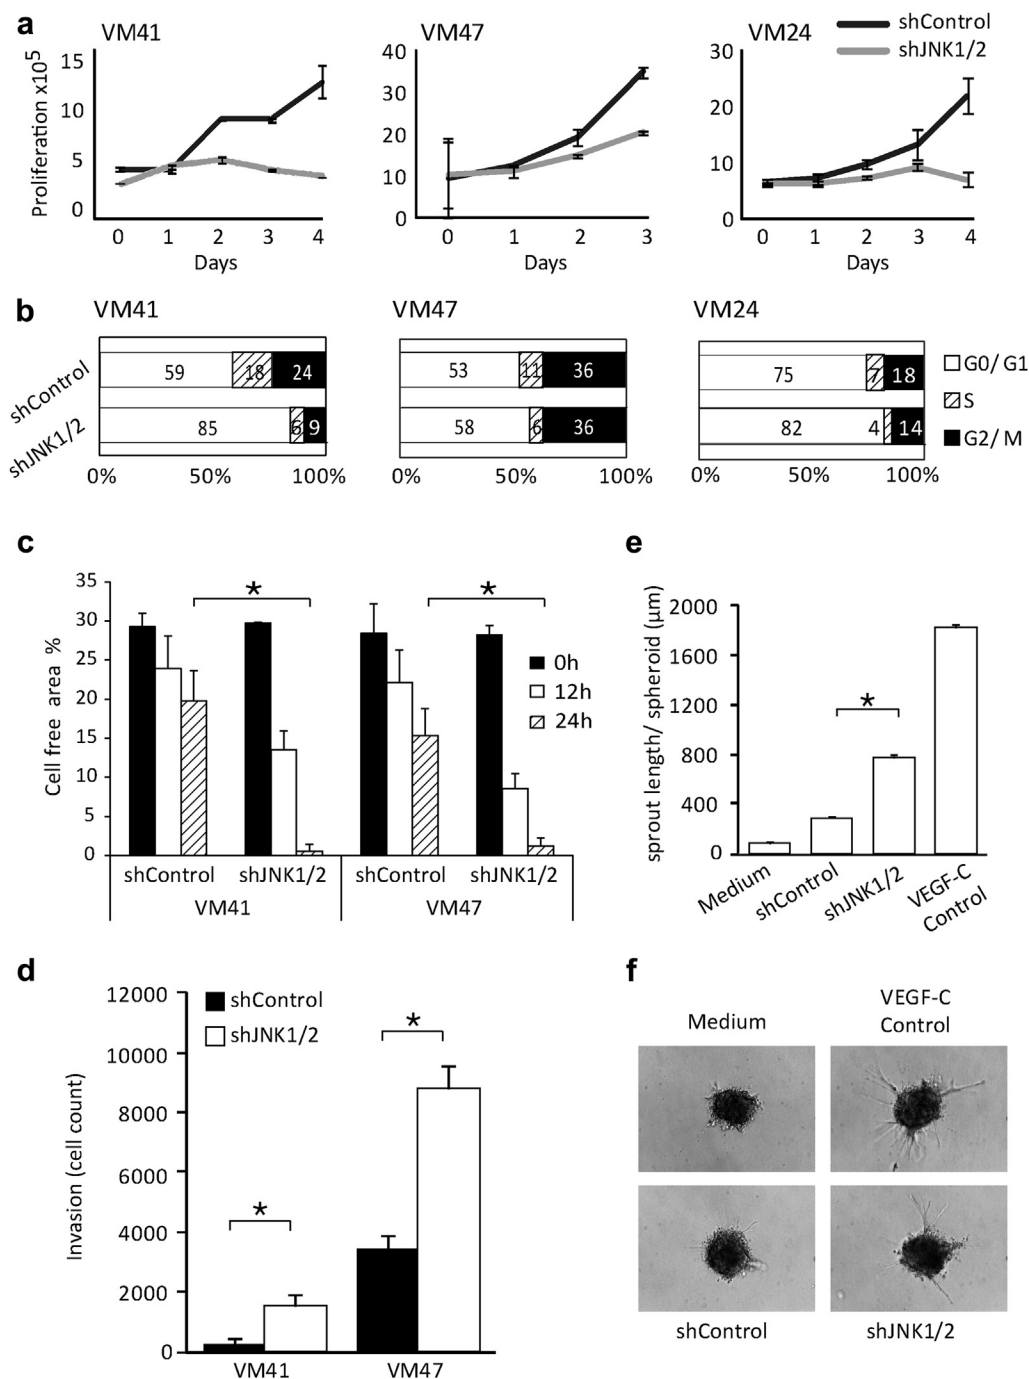 a
VM41
VM47
VM24
shControl
shJNK1/2
Proliferation x10⁵
15
10
5
0
0 1 2 3 4
Days
40
30
20
10
0
0 1 2 3
Days
30
20
10
0
0 1 2 3 4
Days
b
VM41
VM47
VM24
shControl
shJNK1/2
59 18 24
85 6 9
0% 50% 100%
53 11 36
58 6 36
0% 50% 100%
75 7 18
82 4 14
0% 50% 100%
G0/ G1
S
G2/ M
c
Cell free area %
35
30
25
20
15
10
5
0
*
*
0h
12h
24h
shControl shJNK1/2 shControl shJNK1/2
VM41 VM47
e
sprout length/ spheroid (µm)
2000
1600
1200
800
400
0
*
Medium
shControl
shJNK1/2
VEGF-C
Control
d
Invasion (cell count)
12000
10000
8000
6000
4000
2000
0
shControl
shJNK1/2
*
*
VM41 VM47
f
Medium
VEGF-C
Control
shControl
shJNK1/2